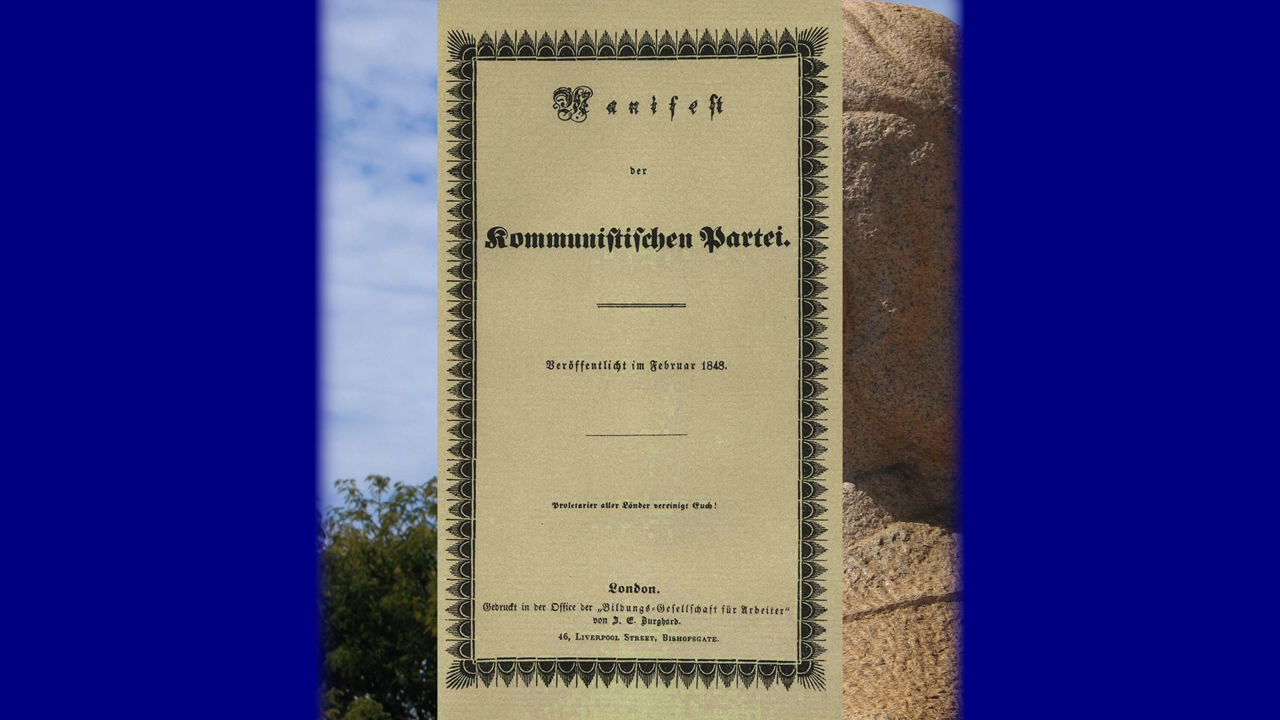 Manifest
der
Kommunistischen Partei.
Veröffentlicht im Februar 1848.
Proletarier aller Länder vereinigt Euch!
London.
Gedruckt in der Office der „Bildungs-Gesellschaft für Arbeiter“
von J. E. Burghard.
46, LIVERPOOL STREET, BISHOPSGATE.